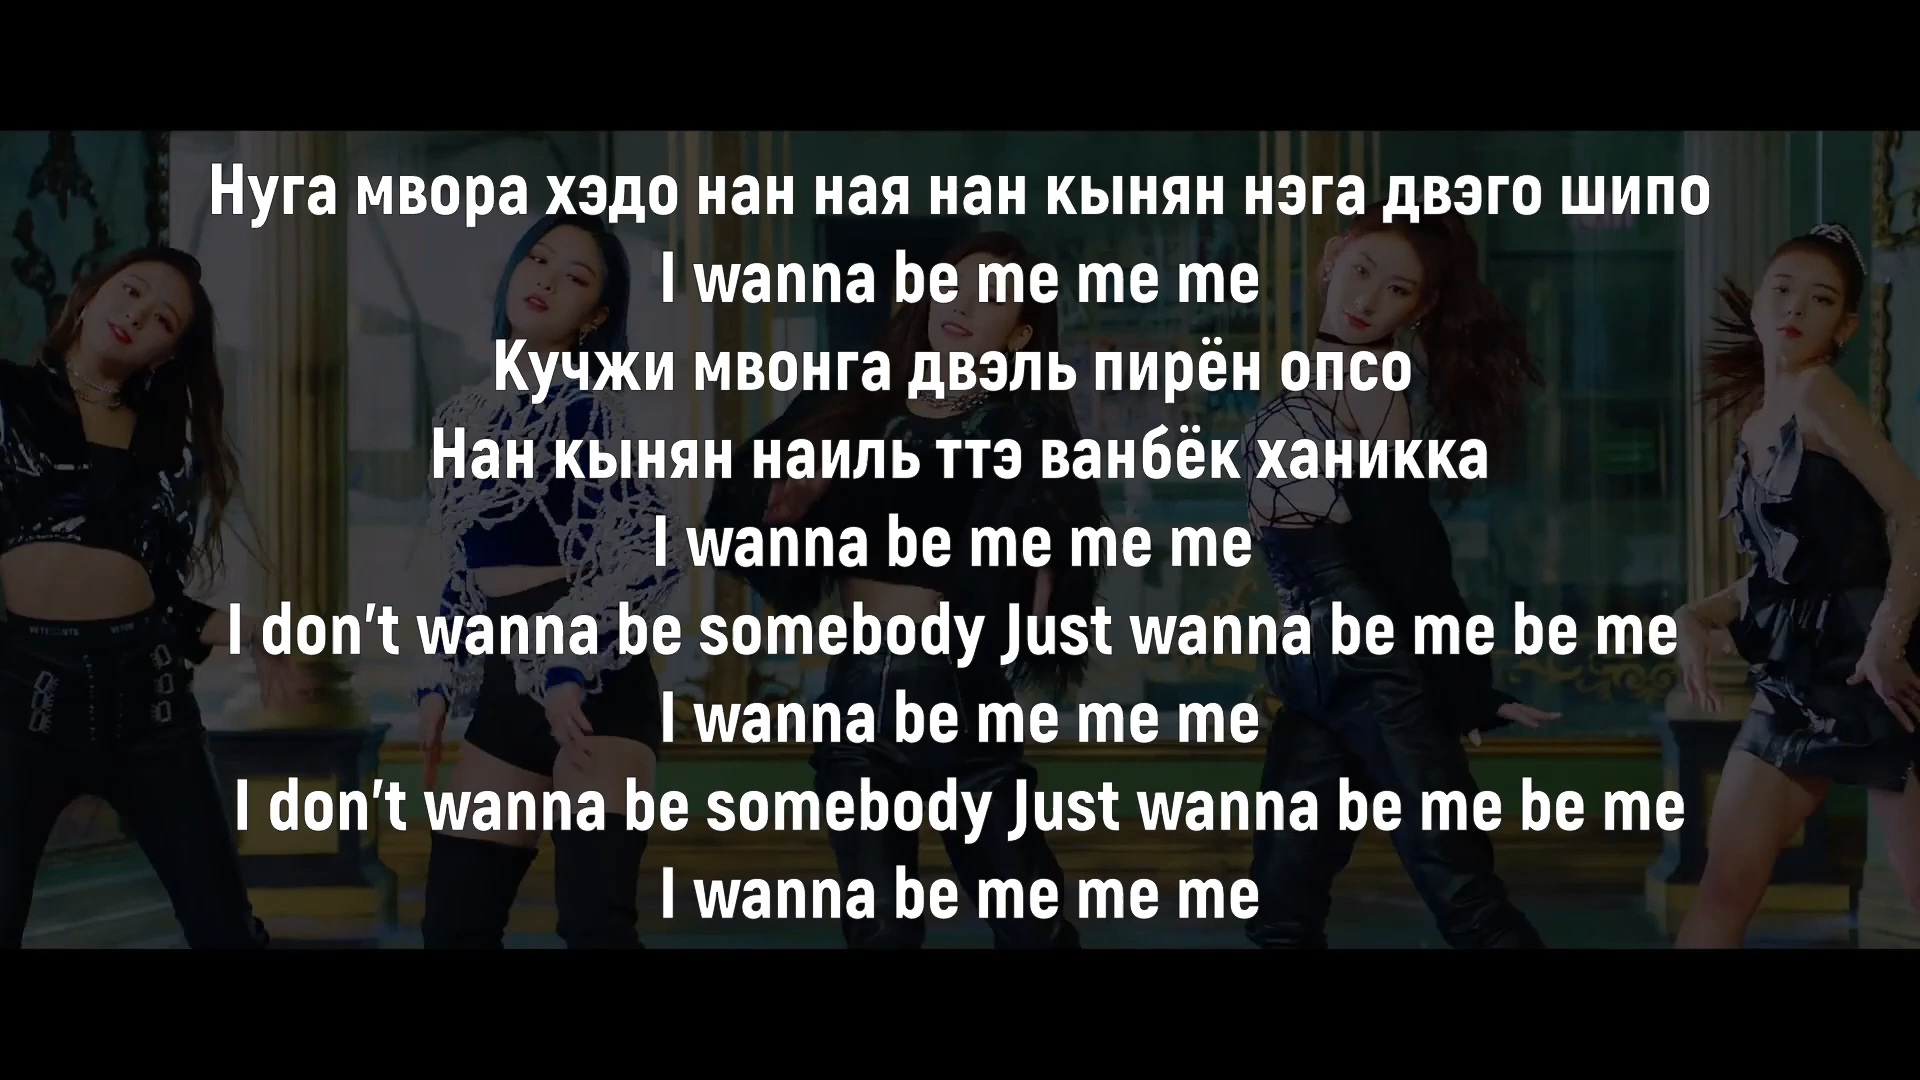 Нуга мвора хэдо нан ная нан кынян нэга двэго шипо
I wanna be me me me
Кучжи мвонга двэль пирён опсо
Нан кынян наиль ттэ ванбёк ханикка
I wanna be me me me
I don't wanna be somebody Just wanna be me be me
I wanna be me me me
I don't wanna be somebody Just wanna be me be me
I wanna be me me me